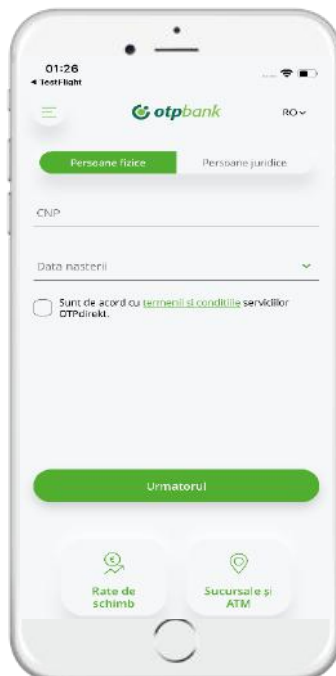 01:26
◀ TestFlight
otpbank
RO
Persoane fizice
Persoane juridice
CNP
Data nasterii
Sunt de acord cu termenii si conditiile serviciilor
OTPdirekt.
Urmatorul
Rate de
schimb
Sucursale și
ATM